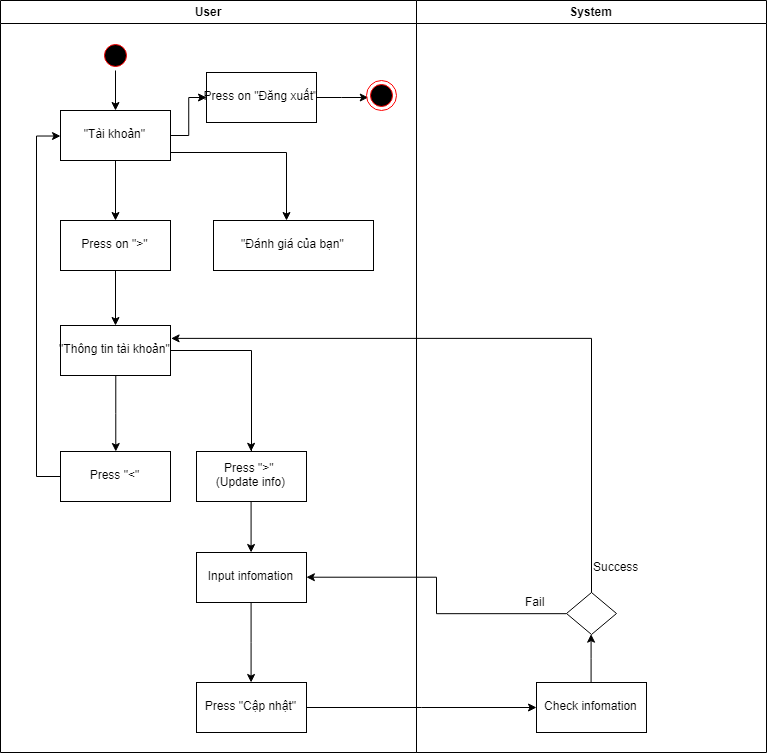 User
System
Press on "Đăng xuất"
"Tài khoản"
Press on ">"
"Đánh giá của bạn"
"Thông tin tài khoản"
Press "<"
Press ">"
(Update info)
Success
Input infomation
Fail
Press "Cập nhật"
Check infomation